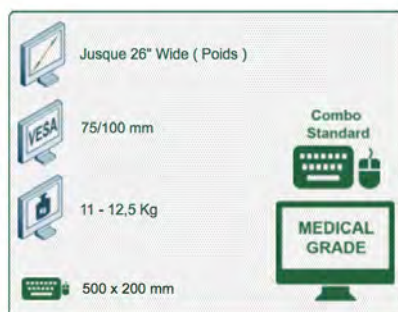 Jusque 26" Wide ( Poids )
VESA
75/100 mm
11 - 12,5 Kg
500 x 200 mm
Combo
Standard
MEDICAL
GRADE